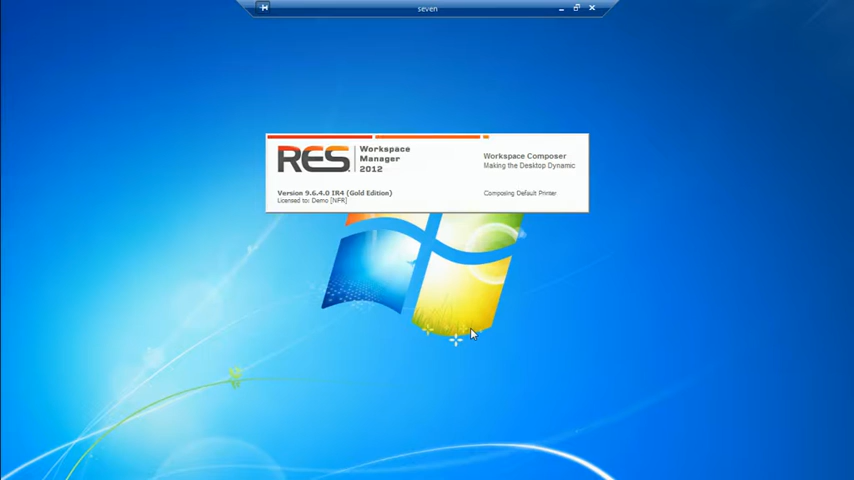 seven
RES
Workspace
Manager
2012
Workspace Composer
Making the Desktop Dynamic
Version 9.6.4.0 IR4 (Gold Edition)
Licensed to: Demo [NFR]
Composing Default Printer